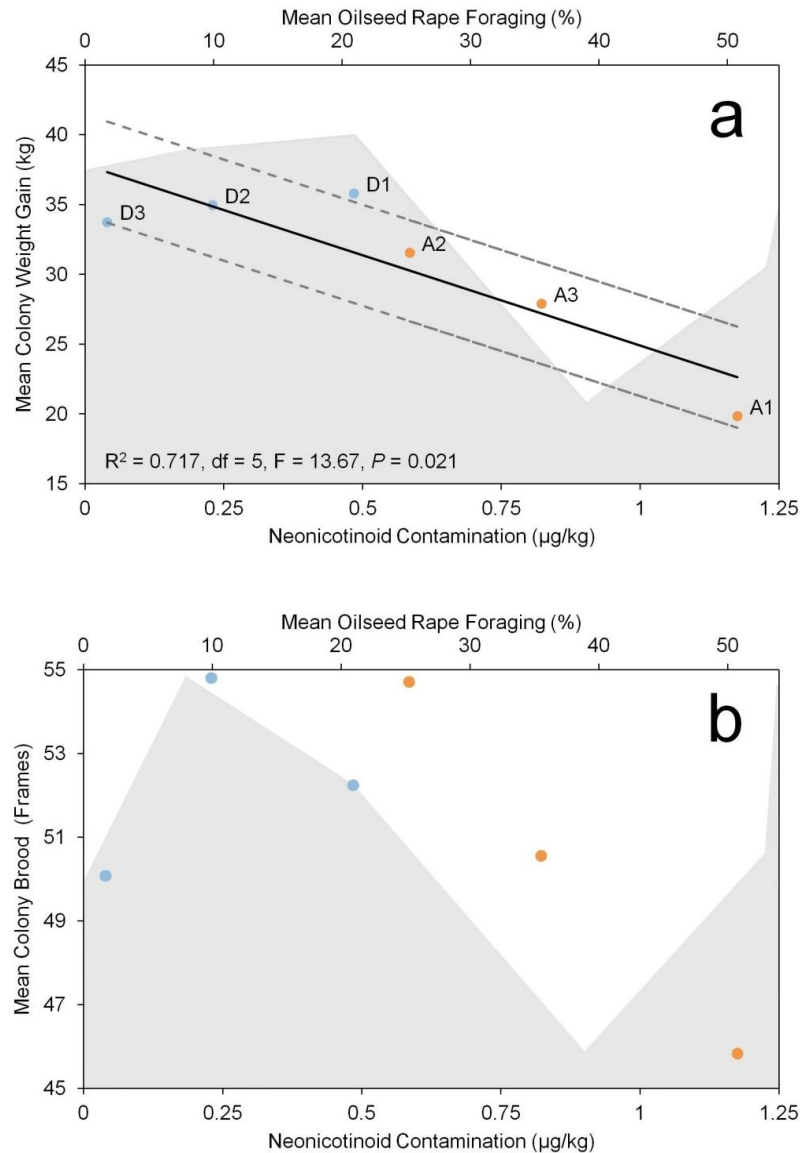 Mean Oilseed Rape Foraging (%)
0 10 20 30 40 50
45
40
35
30
25
20
15
Mean Colony Weight Gain (kg)
a
D1
D2
D3
A2
A3
A1
R² = 0.717, df = 5, F = 13.67, P = 0.021
0 0.25 0.5 0.75 1 1.25
Neonicotinoid Contamination (µg/kg)
Mean Oilseed Rape Foraging (%)
0 10 20 30 40 50
55
53
51
49
47
45
Mean Colony Brood (Frames)
b
0 0.25 0.5 0.75 1 1.25
Neonicotinoid Contamination (µg/kg)